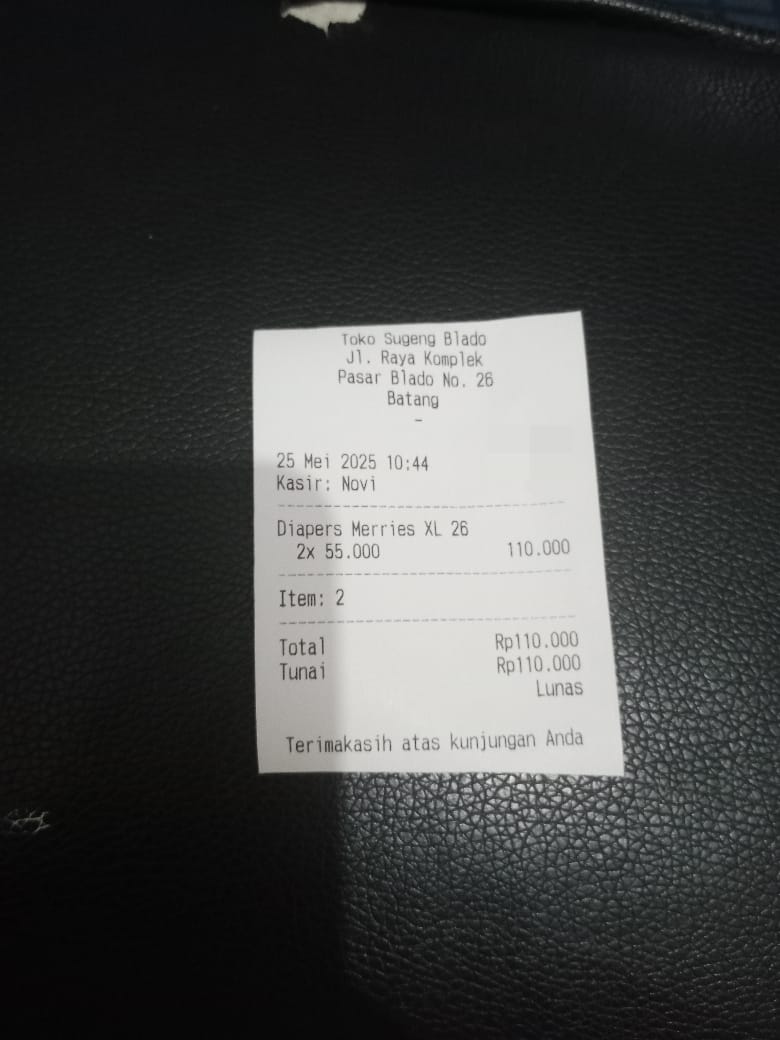 Toko Sugeng Blado
Jl. Raya Komplek
Pasar Blado No. 26
Batang
-
25 Mei 2025 10:44
Kasir: Novi
Diapers Merries XL 26
2x 55.000 110.000
Item: 2
Total Rp110.000
Tunai Rp110.000
Lunas
Terimakasih atas kunjungan Anda